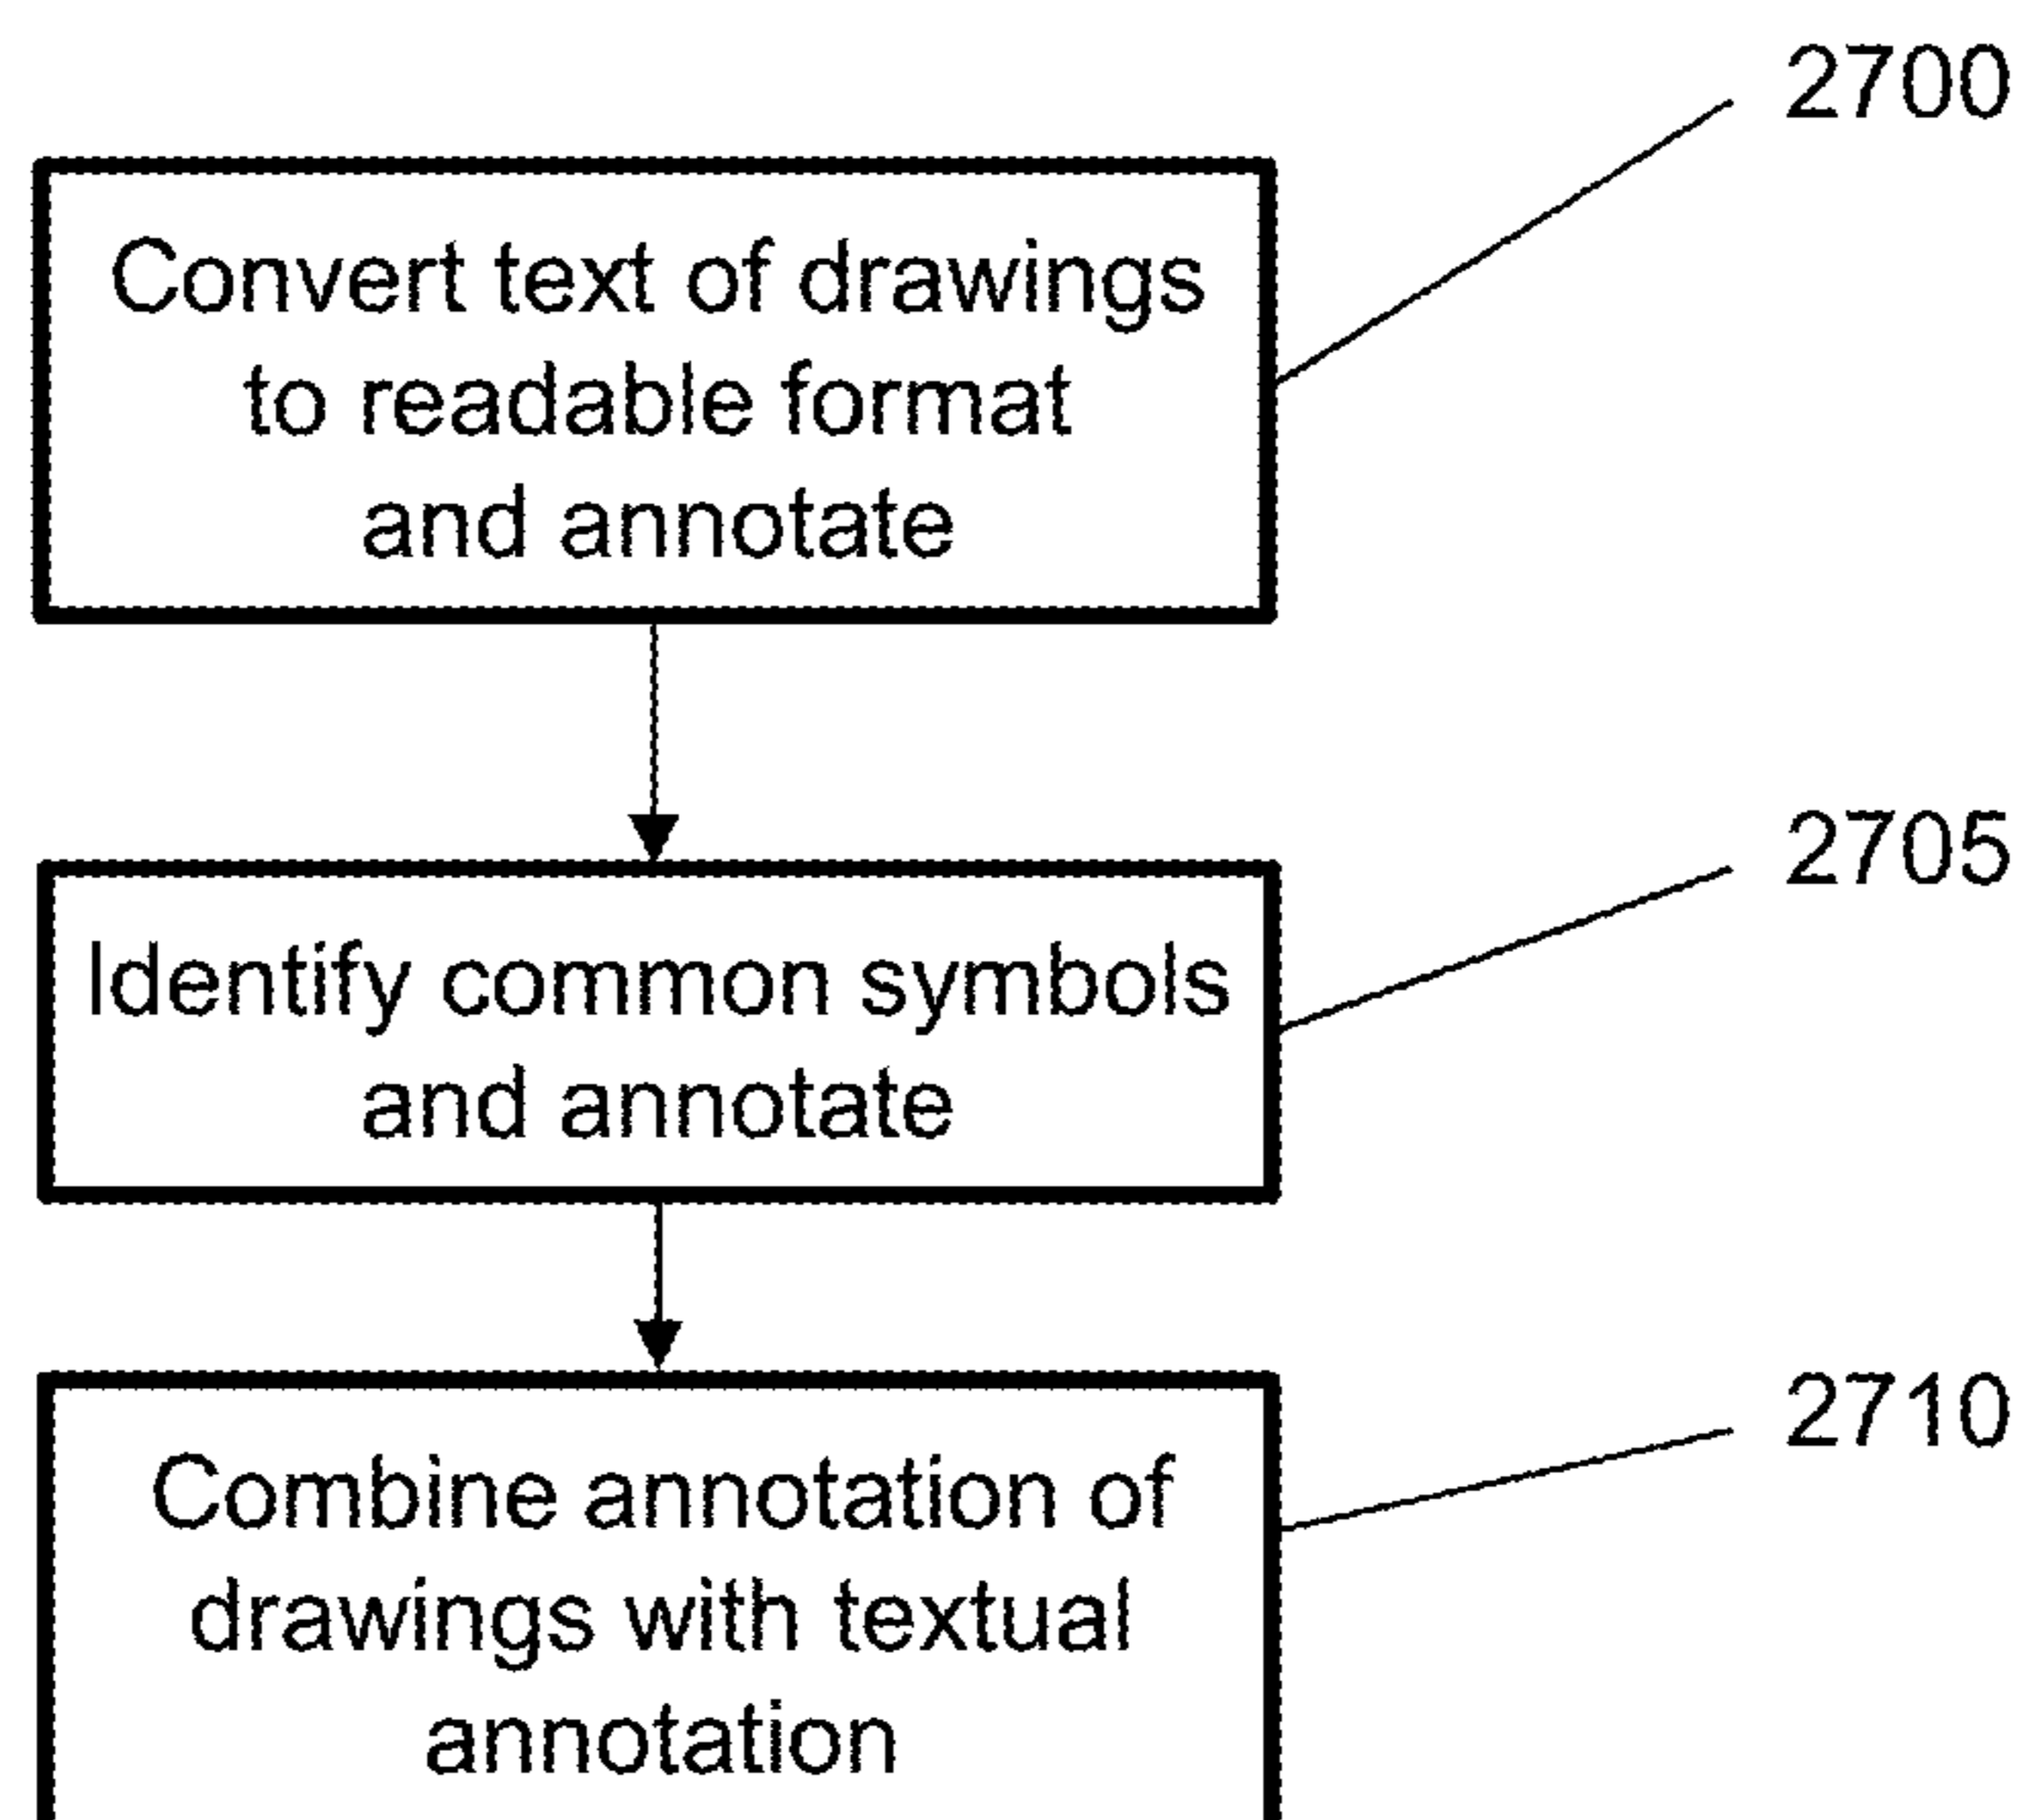 2700
Convert text of drawings
to readable format
and annotate
2705
Identify common symbols
and annotate
2710
Combine annotation of
drawings with textual
annotation